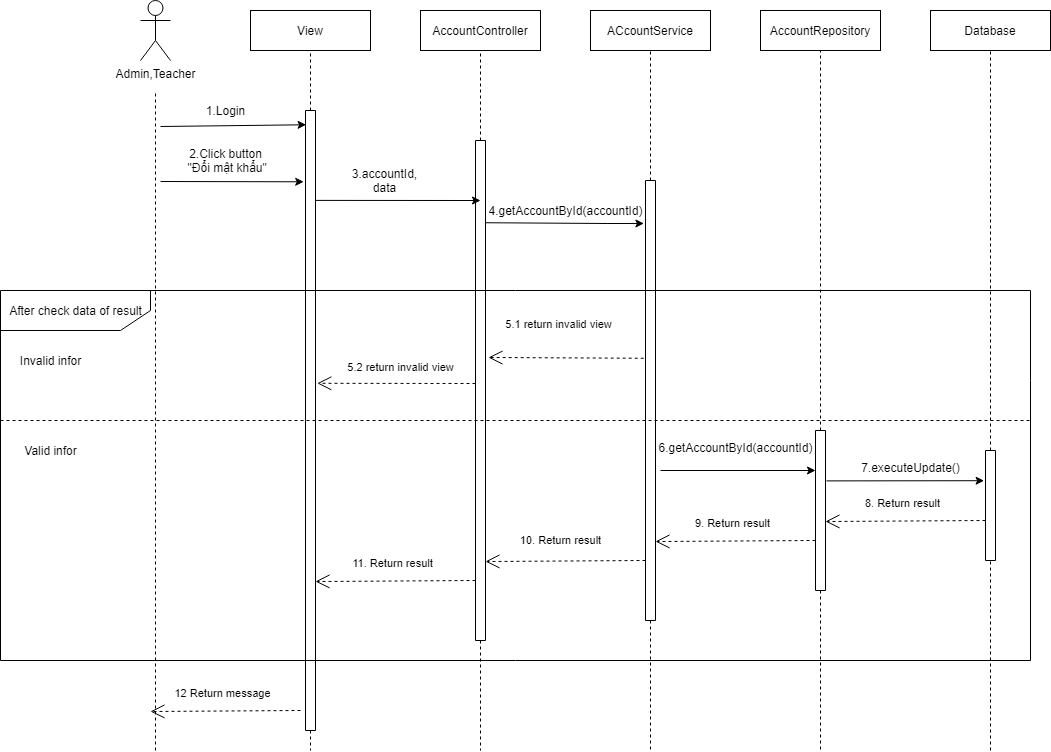 View
AccountController
ACcountService
AccountRepository
Database
Admin,Teacher
1.Login
2.Click button
"Đổi mật khẩu"
3.accountId,
data
4.getAccountById(accountId)
After check data of result
5.1 return invalid view
Invalid infor
5.2 return invalid view
Valid infor
6.getAccountById(accountId)
7.executeUpdate()
8. Return result
9. Return result
10. Return result
11. Return result
12 Return message